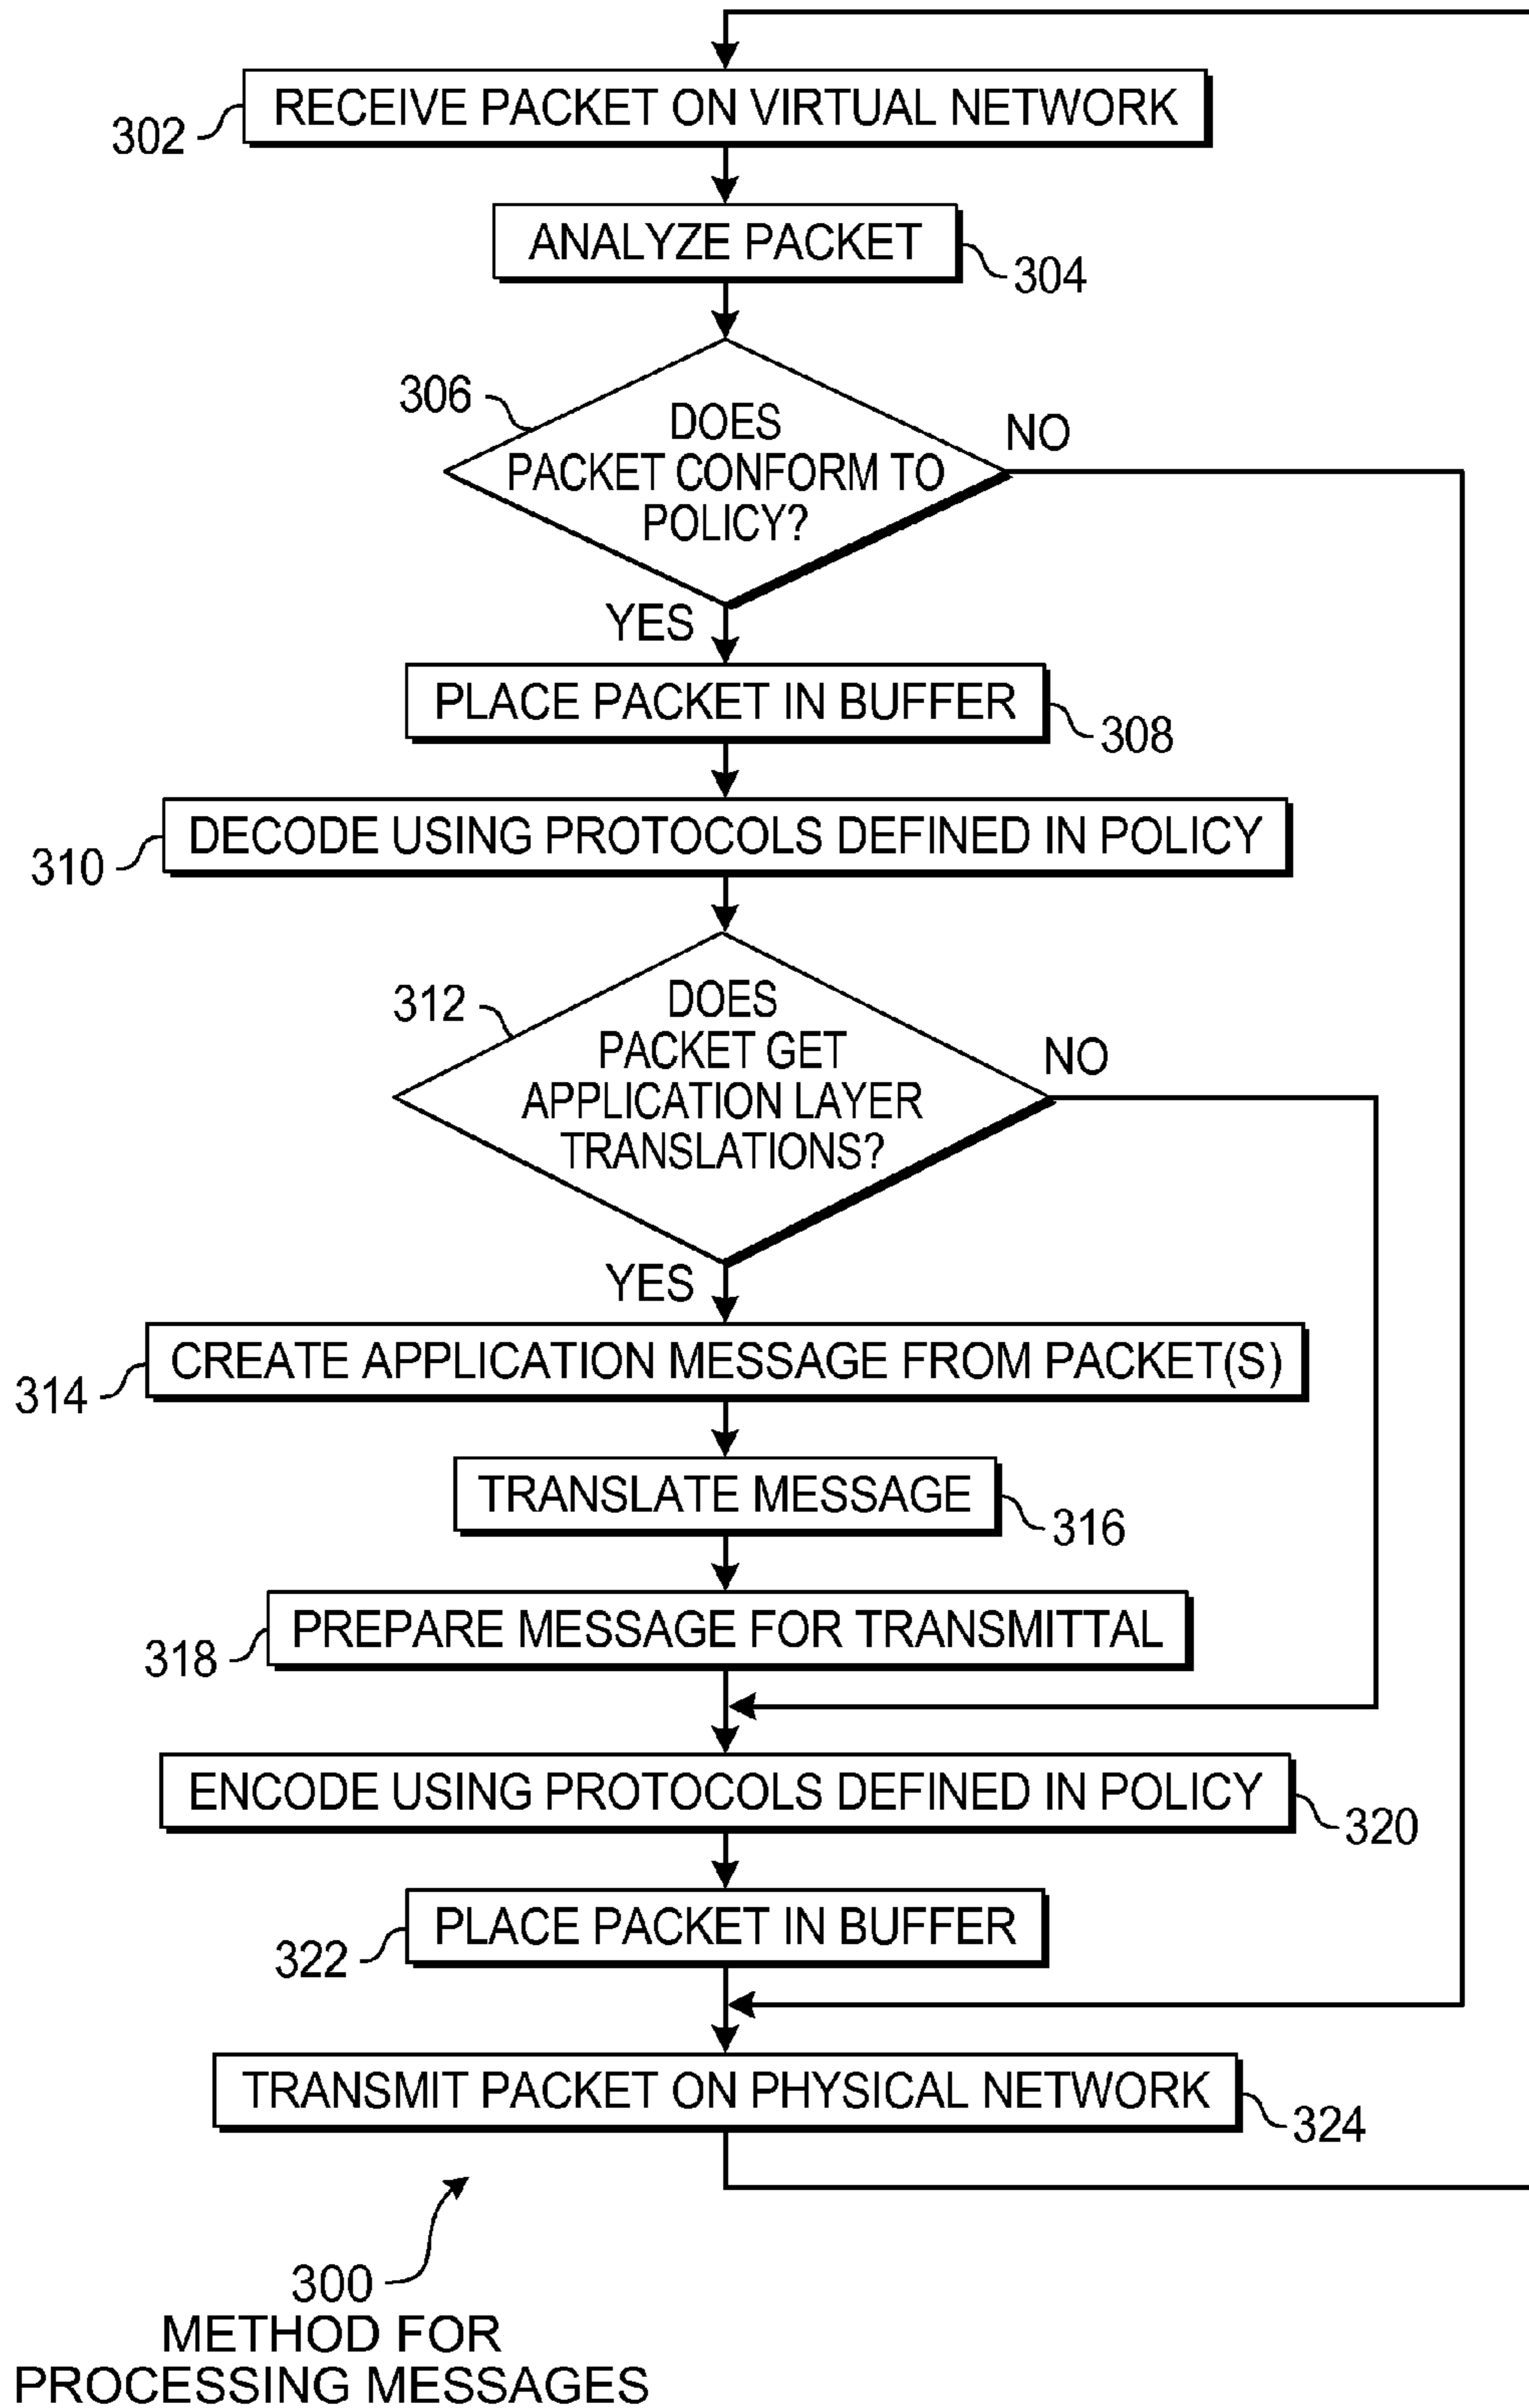 RECEIVE PACKET ON VIRTUAL NETWORK
302
ANALYZE PACKET
304
306
DOES
PACKET CONFORM TO
POLICY?
NO
YES
PLACE PACKET IN BUFFER
308
DECODE USING PROTOCOLS DEFINED IN POLICY
310
312
DOES
PACKET GET
APPLICATION LAYER
TRANSLATIONS?
NO
YES
CREATE APPLICATION MESSAGE FROM PACKET(S)
314
TRANSLATE MESSAGE
316
PREPARE MESSAGE FOR TRANSMITTAL
318
ENCODE USING PROTOCOLS DEFINED IN POLICY
320
PLACE PACKET IN BUFFER
322
TRANSMIT PACKET ON PHYSICAL NETWORK
324
300
METHOD FOR
PROCESSING MESSAGES